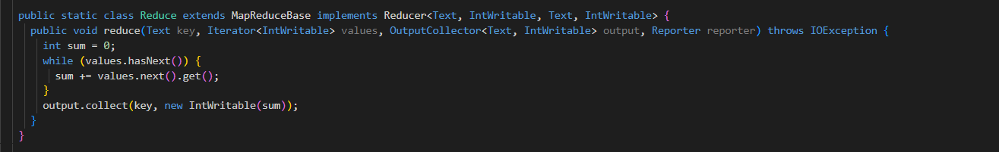 public static class Reduce extends MapReduceBase implements Reducer<Text, IntWritable, Text, IntWritable> {
public void reduce(Text key, Iterator<IntWritable> values, OutputCollector<Text, IntWritable> output, Reporter reporter) throws IOException {
int sum = 0;
while (values.hasNext()) {
sum += values.next().get();
}
output.collect(key, new IntWritable(sum));
}
}